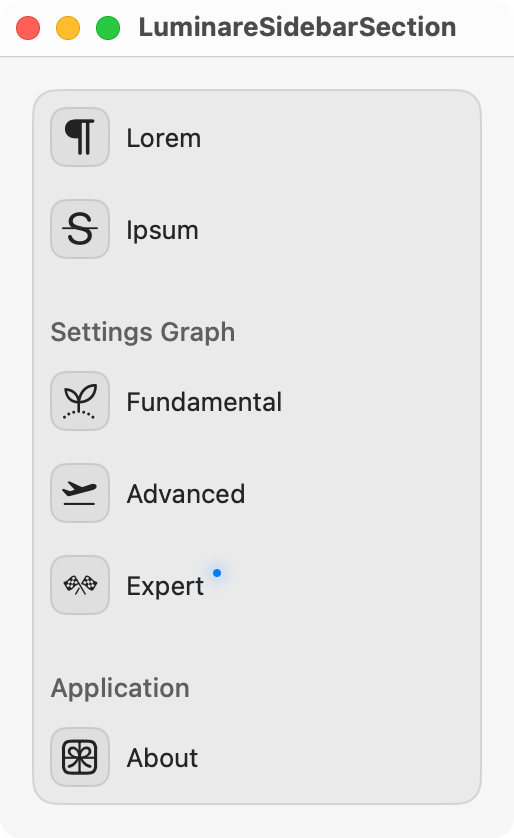 LuminareSidebarSection
Lorem
Ipsum
Settings Graph
Fundamental
Advanced
Expert
Application
About